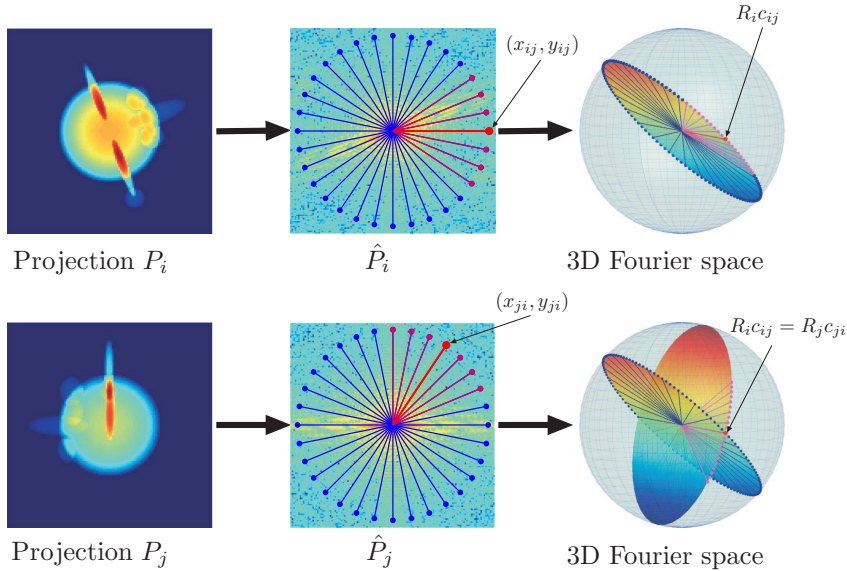 $(x_{ij}, y_{ij})$
$R_i c_{ij}$
Projection $P_i$
$\hat{P}_i$
3D Fourier space
$(x_{ji}, y_{ji})$
$R_i c_{ij} = R_j c_{ji}$
Projection $P_j$
$\hat{P}_j$
3D Fourier space